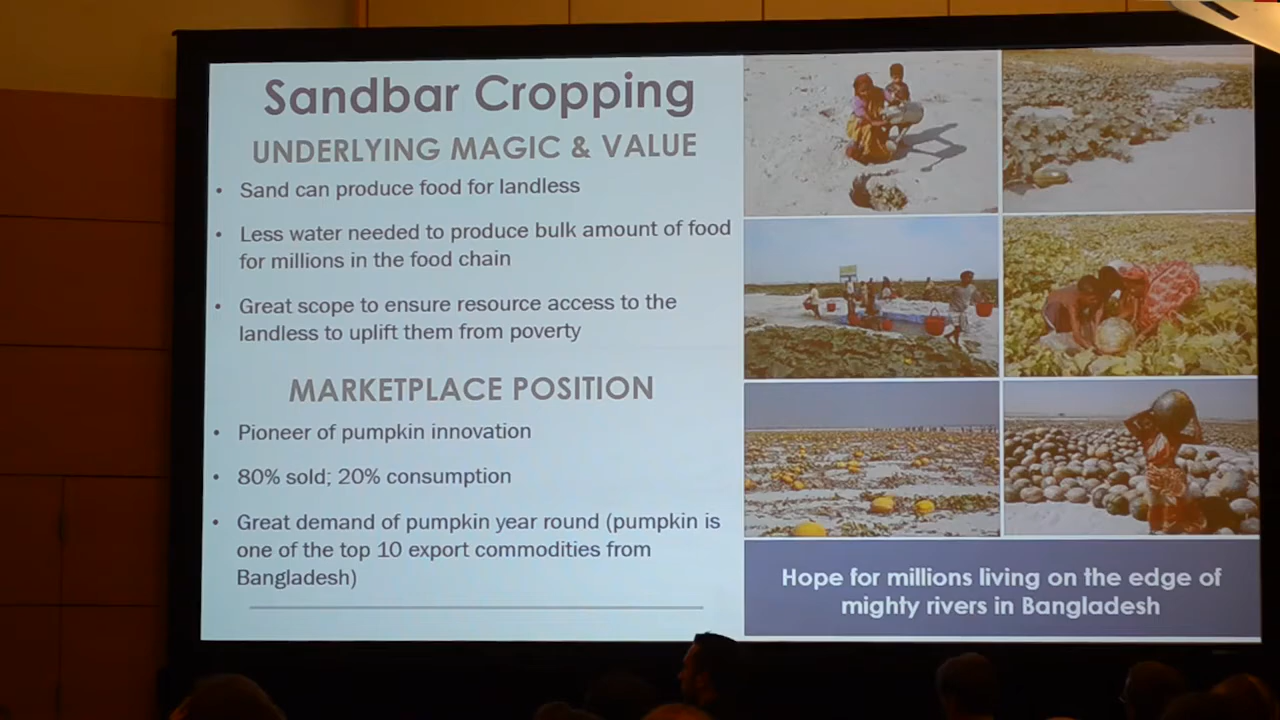 Sandbar Cropping
UNDERLYING MAGIC & VALUE
• Sand can produce food for landless
• Less water needed to produce bulk amount of food
for millions in the food chain
• Great scope to ensure resource access to the
landless to uplift them from poverty
MARKETPLACE POSITION
• Pioneer of pumpkin innovation
• 80% sold; 20% consumption
• Great demand of pumpkin year round (pumpkin is
one of the top 10 export commodities from
Bangladesh)
Hope for millions living on the edge of
mighty rivers in Bangladesh